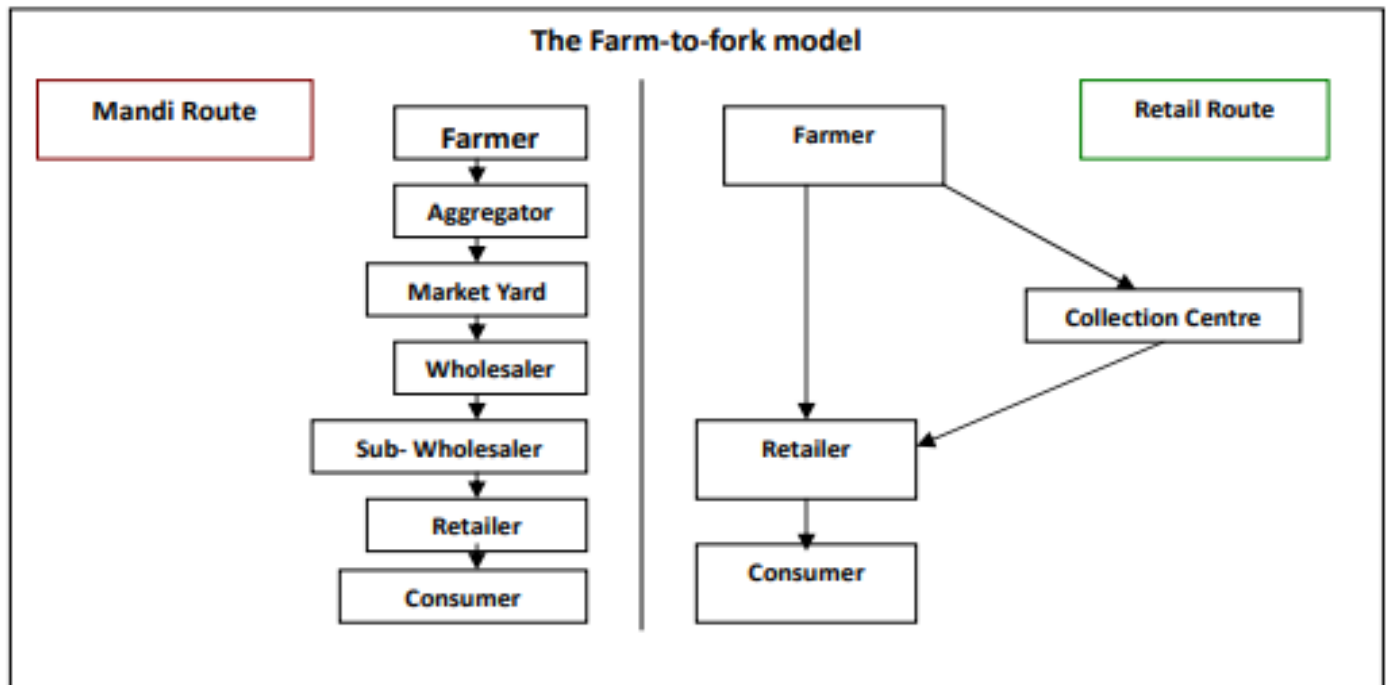 The Farm-to-fork model
Mandi Route
Farmer
Aggregator
Market Yard
Wholesaler
Sub- Wholesaler
Retailer
Consumer
Retail Route
Farmer
Collection Centre
Retailer
Consumer